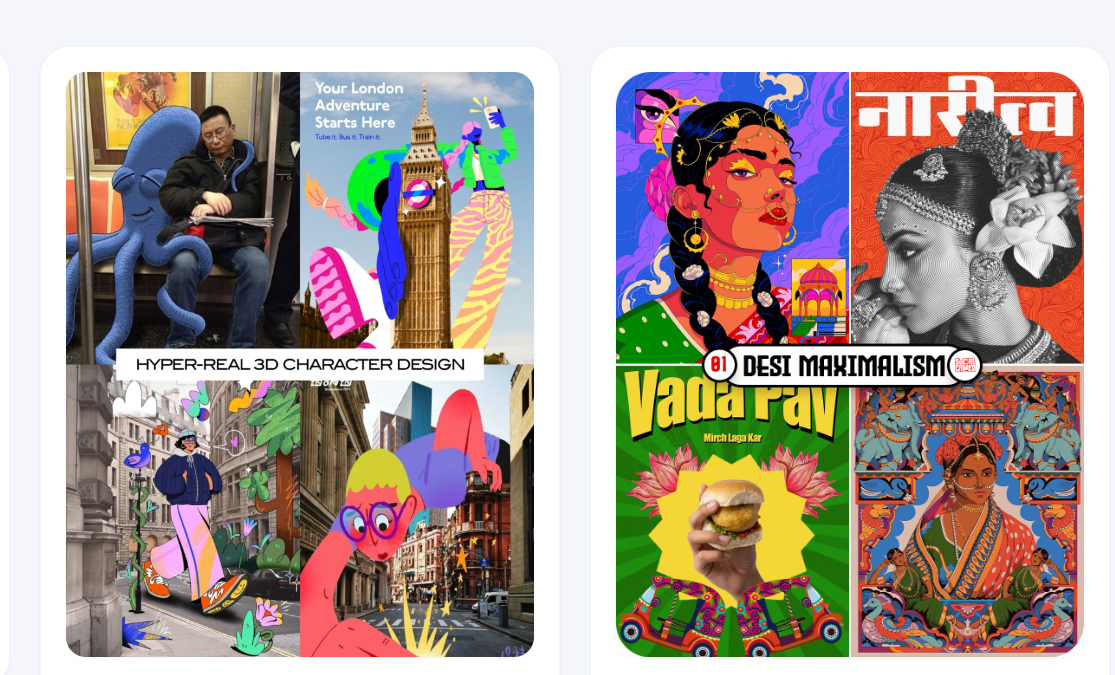 Your London
Adventure
Starts Here
Tube it. Bus it. Train it.
HYPER-REAL 3D CHARACTER DESIGN
नारीत्व
01 DESI MAXIMALISM
Vada Pav
Mirch Laga Kar